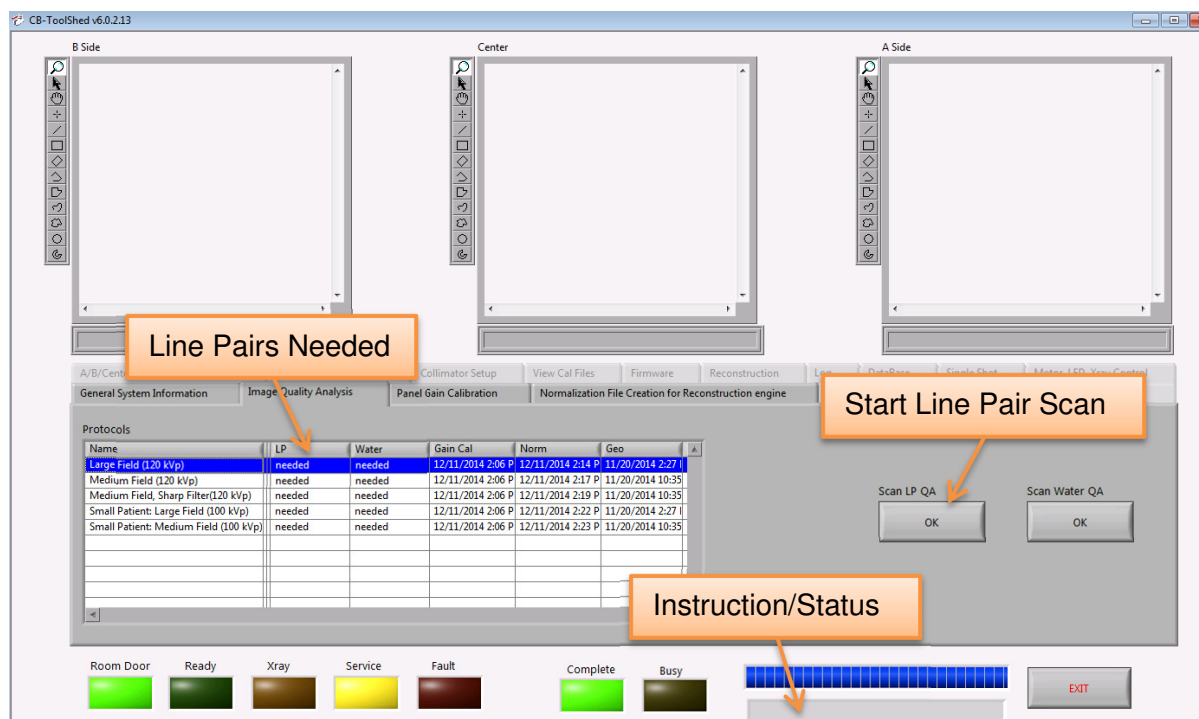 CB-ToolShed v6.0.2.13
B Side
Center
A Side
Line Pairs Needed
Start Line Pair Scan
A/B/Cent
Collimator Setup
View Cal Files
Firmware
Reconstruction
Log
DataBase
Single Shot
Motor, LED, Xray Control
General System Information
Image Quality Analysis
Panel Gain Calibration
Normalization File Creation for Reconstruction engine
Protocols
Name LP Water Gain Cal Norm Geo
Large Field (120 kVp) needed needed 12/11/2014 2:06 P 12/11/2014 2:14 P 11/20/2014 2:27
Medium Field (120 kVp) needed needed 12/11/2014 2:06 P 12/11/2014 2:17 P 11/20/2014 10:35
Medium Field, Sharp Filter(120 kVp) needed needed 12/11/2014 2:06 P 12/11/2014 2:19 P 11/20/2014 10:35
Small Patient: Large Field (100 kVp) needed needed 12/11/2014 2:06 P 12/11/2014 2:22 P 11/20/2014 2:27
Small Patient: Medium Field (100 kVp) needed needed 12/11/2014 2:06 P 12/11/2014 2:23 P 11/20/2014 10:35
Scan LP QA
Scan Water QA
OK
OK
Instruction/Status
Room Door
Ready
Xray
Service
Fault
Complete
Busy
EXIT